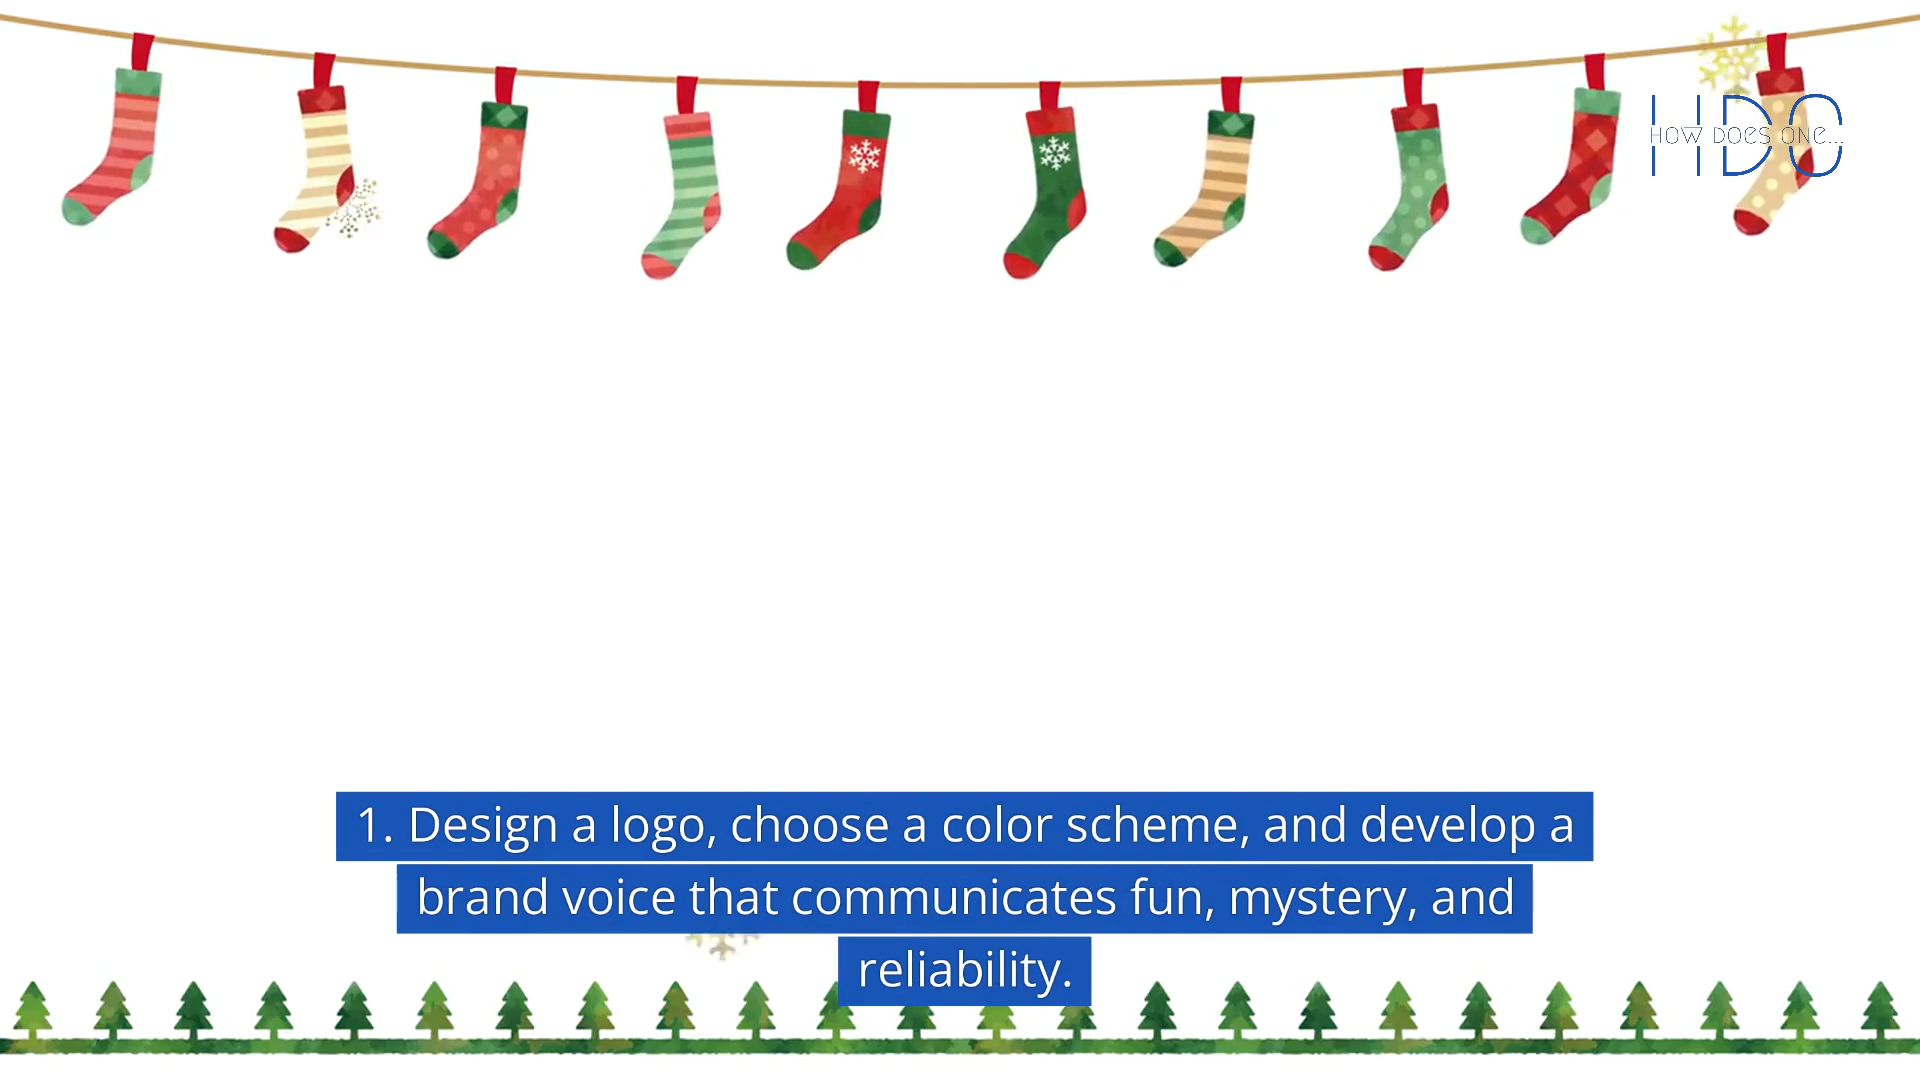 HDO
HOW DOES ONE...
1. Design a logo, choose a color scheme, and develop a
brand voice that communicates fun, mystery, and
reliability.